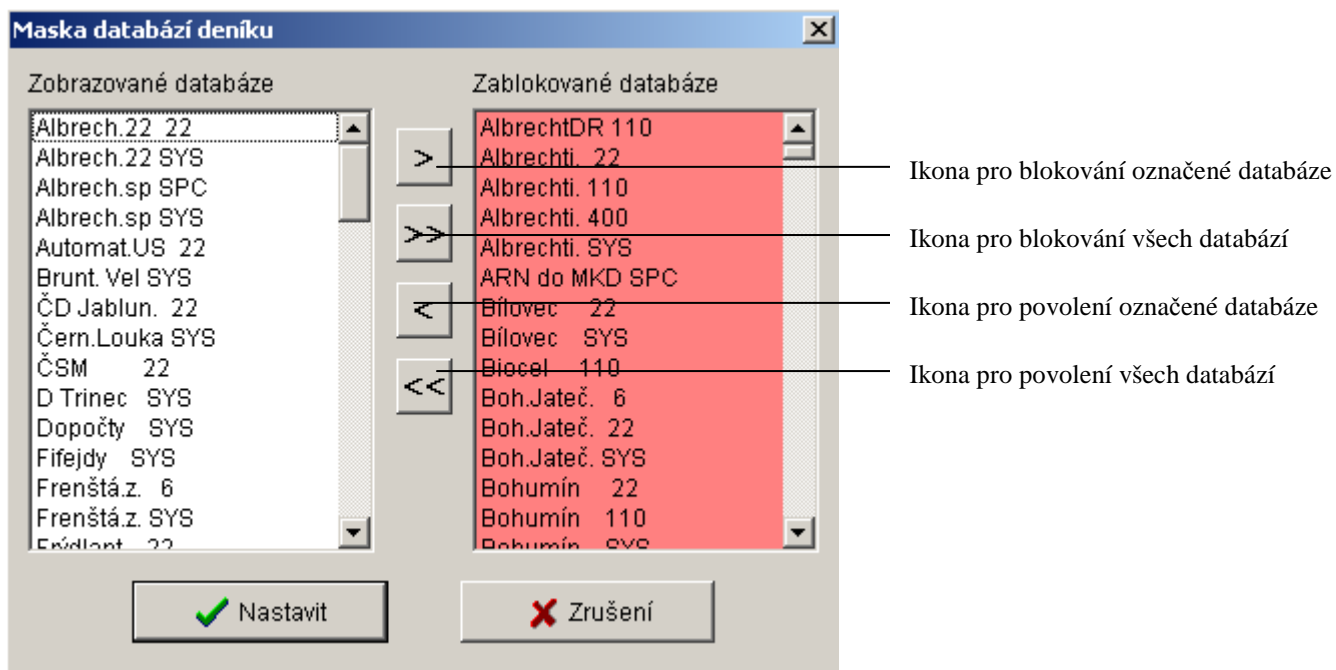 Maska databází deníku
Zobrazované databáze
Albrech.22 22
Albrech.22 SYS
Albrech.sp SPC
Albrech.sp SYS
Automat.US 22
Brunt. Vel SYS
ČD Jablun. 22
Čern.Louka SYS
ČSM 22
D Trinec SYS
Dopočty SYS
Fifejdy SYS
Frenštá.z. 6
Frenštá.z. SYS
Frýdlant 22
>
>>
<
<<
Zablokované databáze
AlbrechtDR 110
Albrechti. 22
Albrechti. 110
Albrechti. 400
Albrechti. SYS
ARN do MKD SPC
Bílovec 22
Bílovec SYS
Biocel 110
Boh.Jateč. 6
Boh.Jateč. 22
Boh.Jateč. SYS
Bohumín 22
Bohumín 110
Bohumín SYS
Ikona pro blokování označené databáze
Ikona pro blokování všech databází
Ikona pro povolení označené databáze
Ikona pro povolení všech databází
Nastavit
Zrušení